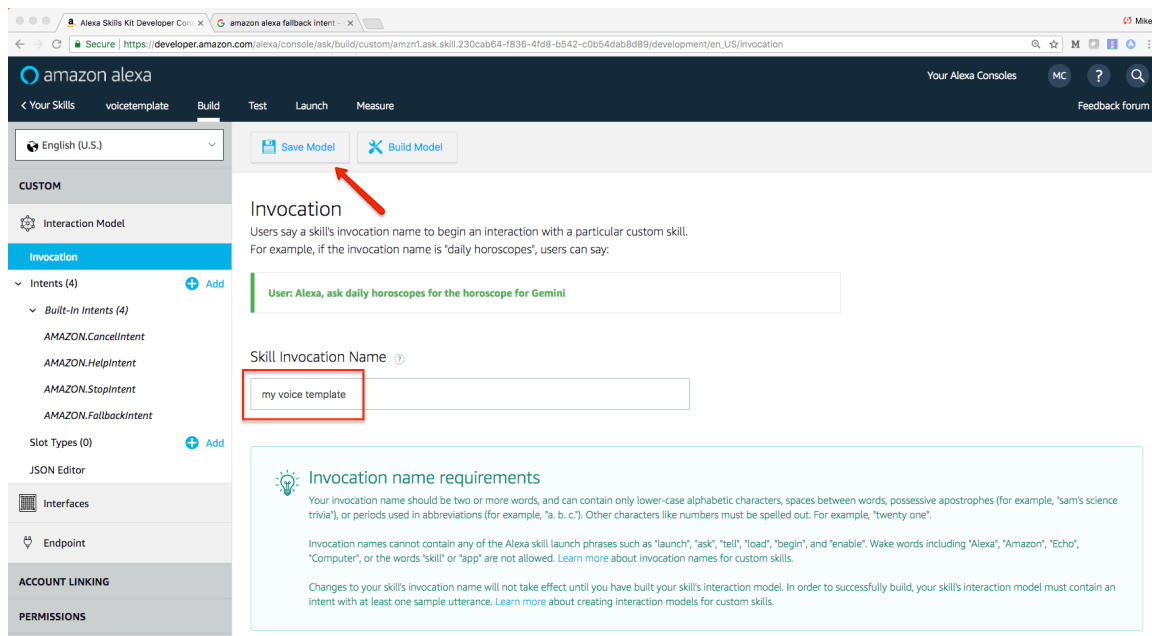 Alexa Skills Kit Developer Con
amazon alexa fallback intent -
Mike
Secure | https://developer.amazon.com/alexa/console/ask/build/custom/amzn1.ask.skill.230cab64-f836-4fd8-b542-c0b54dab8d89/development/en_US/invocation
amazon alexa
Your Alexa Consoles
MC
?
< Your Skills
voicetemplate
Build
Test
Launch
Measure
Feedback forum
English (U.S.)
Save Model
Build Model
CUSTOM
Interaction Model
Invocation
Intents (4)
Add
Built-In Intents (4)
AMAZON.CancelIntent
AMAZON.HelpIntent
AMAZON.StopIntent
AMAZON.FallbackIntent
Slot Types (0)
Add
JSON Editor
Interfaces
Endpoint
ACCOUNT LINKING
PERMISSIONS
Invocation
Users say a skill's invocation name to begin an interaction with a particular custom skill.
For example, if the invocation name is "daily horoscopes", users can say:
User: Alexa, ask daily horoscopes for the horoscope for Gemini
Skill Invocation Name ?
my voice template
Invocation name requirements
Your invocation name should be two or more words, and can contain only lower-case alphabetic characters, spaces between words, possessive apostrophes (for example, "sam's science
trivia"), or periods used in abbreviations (for example, "a. b. c."). Other characters like numbers must be spelled out. For example, "twenty one".
Invocation names cannot contain any of the Alexa skill launch phrases such as "launch", "ask", "tell", "load", "begin", and "enable". Wake words including "Alexa", "Amazon", "Echo",
"Computer", or the words "skill" or "app" are not allowed. Learn more about invocation names for custom skills.
Changes to your skill's invocation name will not take effect until you have built your skill's interaction model. In order to successfully build, your skill's interaction model must contain an
intent with at least one sample utterance. Learn more about creating interaction models for custom skills.